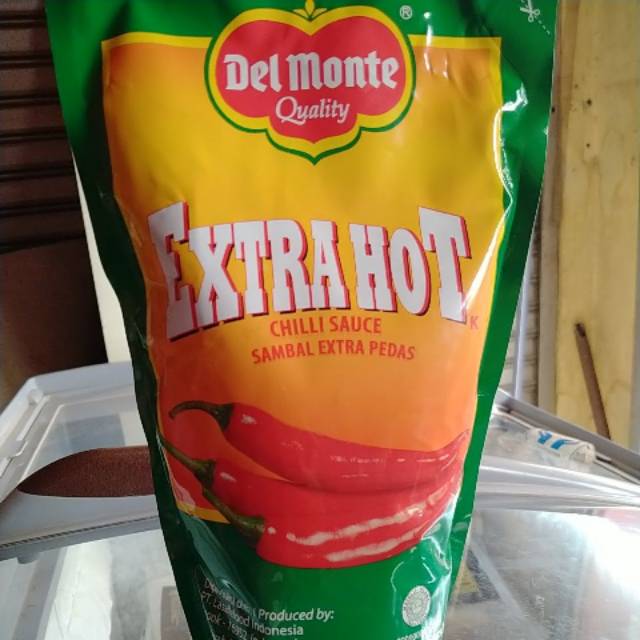 ®
Del Monte
Quality
EXTRA HOT
K
CHILLI SAUCE
SAMBAL EXTRA PEDAS
Produced by:
Indonesia